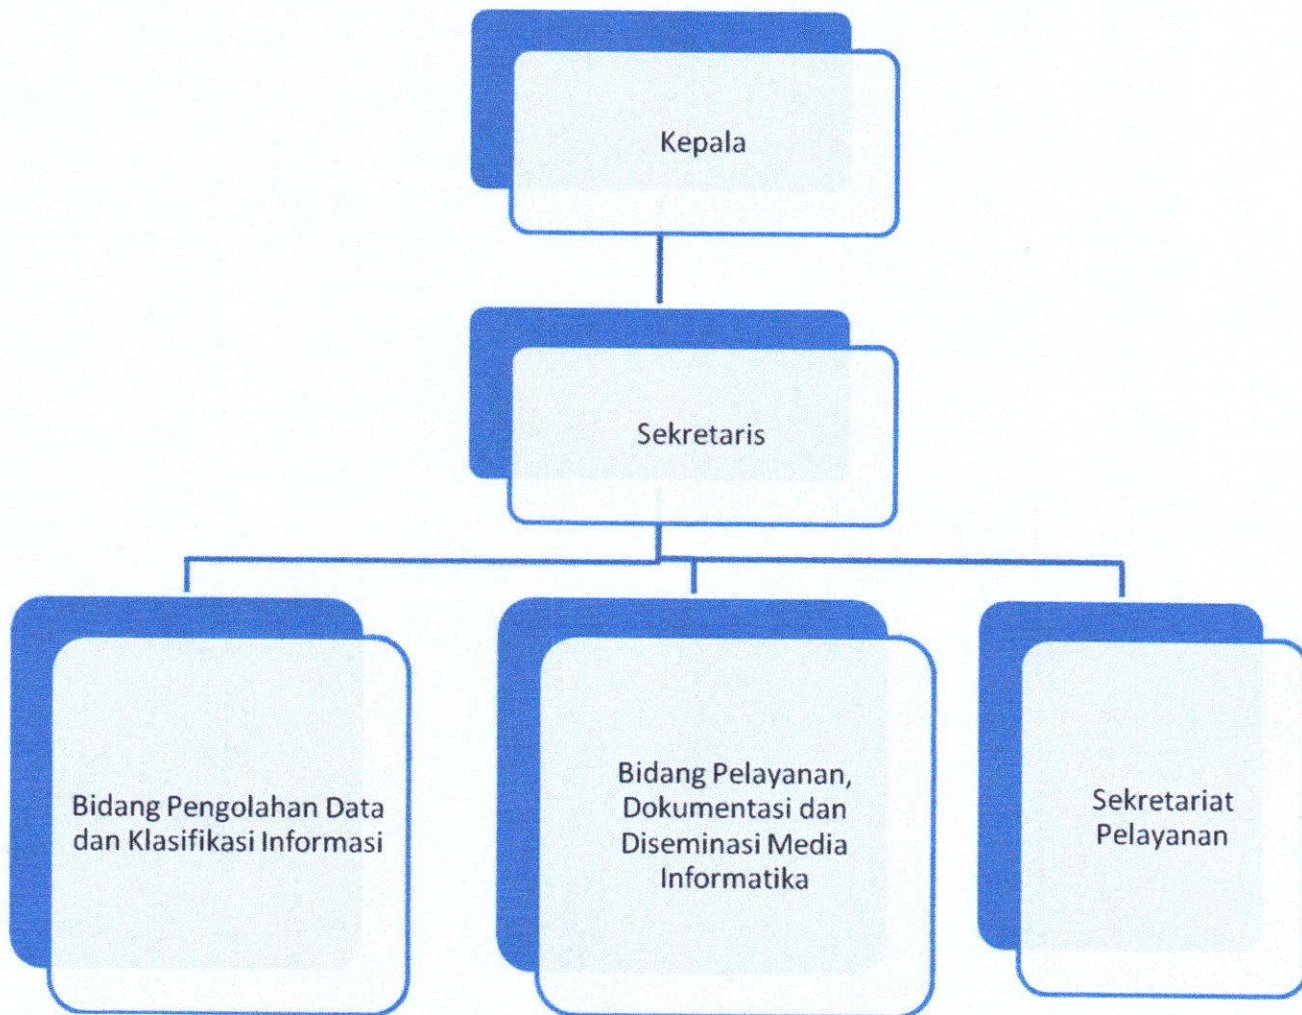 Kepala
Sekretaris
Bidang Pengolahan Data
dan Klasifikasi Informasi
Bidang Pelayanan,
Dokumentasi dan
Diseminasi Media
Informatika
Sekretariat
Pelayanan